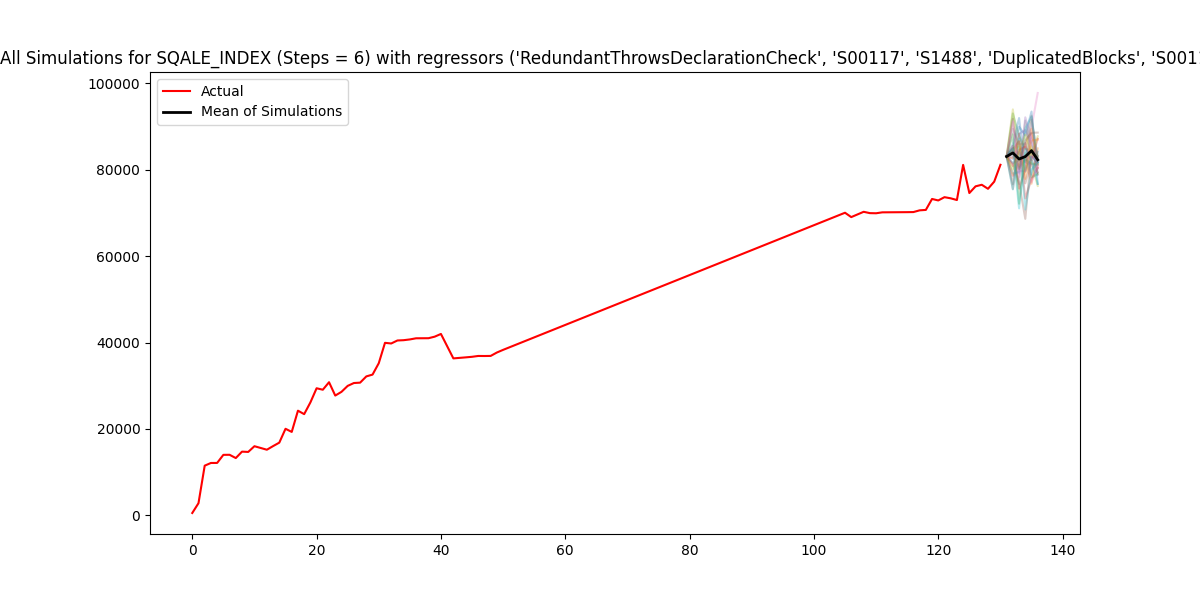 All Simulations for SQALE_INDEX (Steps = 6) with regressors ('RedundantThrowsDeclarationCheck', 'S00117', 'S1488', 'DuplicatedBlocks', 'S001
Actual
Mean of Simulations
100000
80000
60000
40000
20000
0
0 20 40 60 80 100 120 140